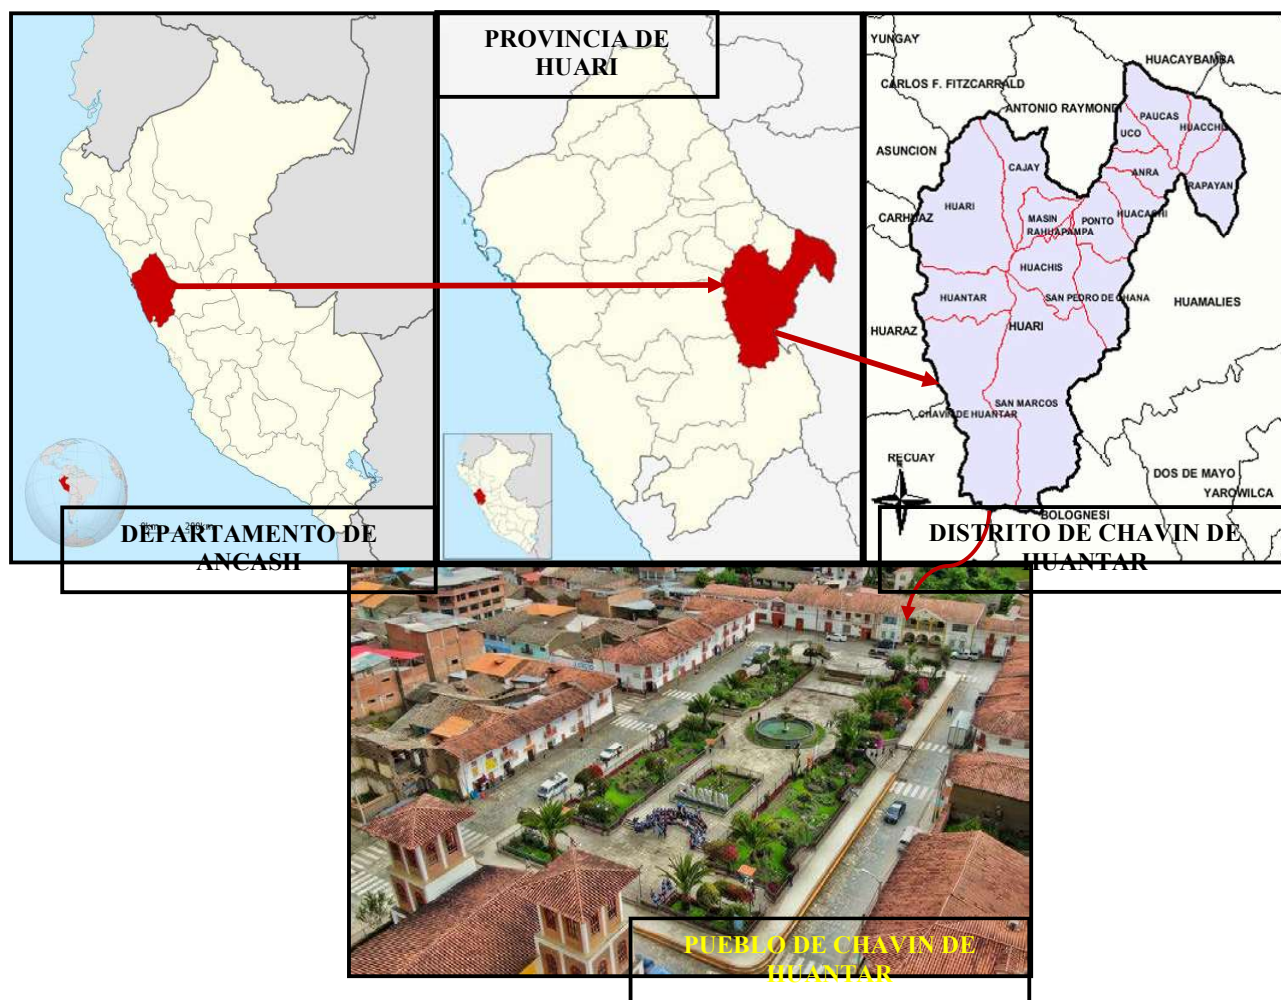 DEPARTAMENTO DE
ANCASH
PROVINCIA DE
HUARI
YUNGAY
HUACAYBAMBA
CARLOS F. FITZCARRALD
ANTONIO RAYMONDI
PAUCAS
HUACCHU
UCO
ASUNCION
CAJAY
ANRA
RAPAYAN
HUARI
CARHUAZ
MASIN
PONTO
HUACASHI
RAHUAPAMPA
HUACHIS
HUANTAR
SAN PEDRO DE CHANA
HUAMALIES
HUARAZ
HUARI
SAN MARCOS
CHAVIN DE HUANTAR
RECUAY
N
DOS DE MAYO
YAROWILCA
BOLOGNESI
DISTRITO DE CHAVIN DE
HUANTAR
PUEBLO DE CHAVIN DE
HUANTAR